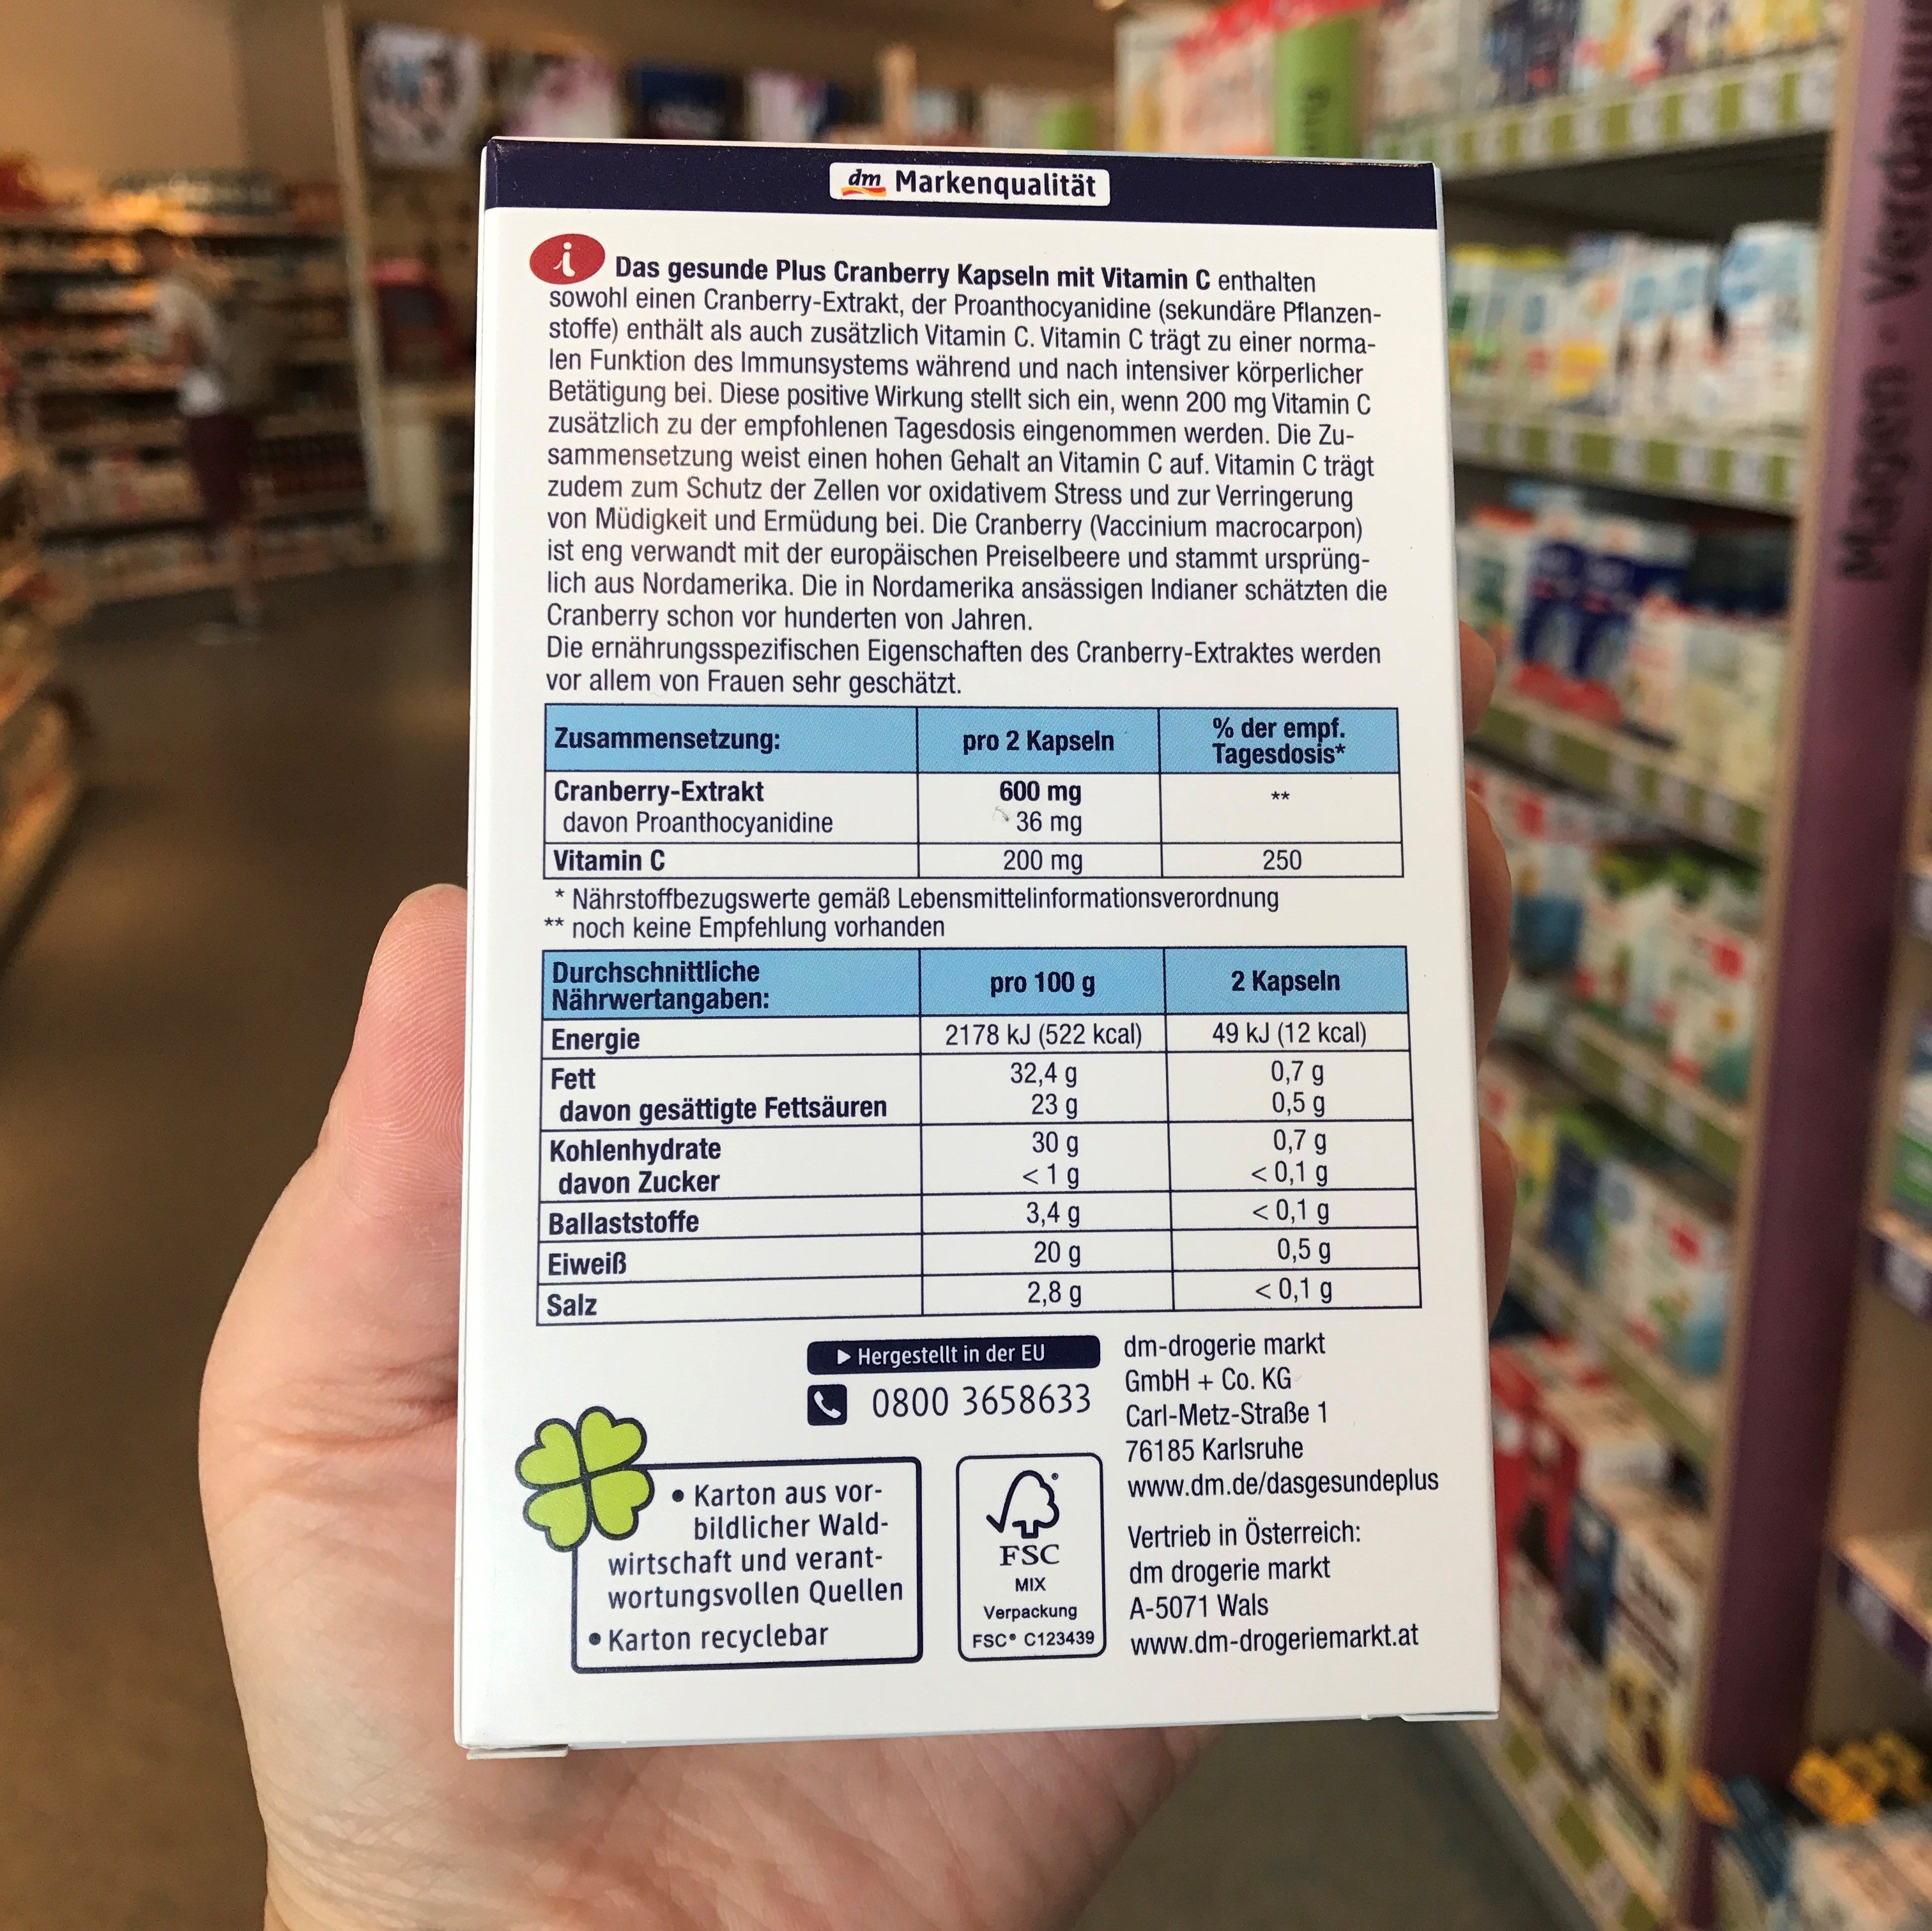 dm Markenqualität
i Das gesunde Plus Cranberry Kapseln mit Vitamin C enthalten
sowohl einen Cranberry-Extrakt, der Proanthocyanidine (sekundäre Pflanzen-
stoffe) enthält als auch zusätzlich Vitamin C. Vitamin C trägt zu einer norma-
len Funktion des Immunsystems während und nach intensiver körperlicher
Betätigung bei. Diese positive Wirkung stellt sich ein, wenn 200 mg Vitamin C
zusätzlich zu der empfohlenen Tagesdosis eingenommen werden. Die Zu-
sammensetzung weist einen hohen Gehalt an Vitamin C auf. Vitamin C trägt
zudem zum Schutz der Zellen vor oxidativem Stress und zur Verringerung
von Müdigkeit und Ermüdung bei. Die Cranberry (Vaccinium macrocarpon)
ist eng verwandt mit der europäischen Preiselbeere und stammt ursprüng-
lich aus Nordamerika. Die in Nordamerika ansässigen Indianer schätzten die
Cranberry schon vor hunderten von Jahren.
Die ernährungsspezifischen Eigenschaften des Cranberry-Extraktes werden
vor allem von Frauen sehr geschätzt.
Zusammensetzung: pro 2 Kapseln % der empf.
Tagesdosis*
Cranberry-Extrakt 600 mg **
davon Proanthocyanidine 36 mg
Vitamin C 200 mg 250
* Nährstoffbezugswerte gemäß Lebensmittelinformationsverordnung
** noch keine Empfehlung vorhanden
Durchschnittliche
Nährwertangaben: pro 100 g 2 Kapseln
Energie 2178 kJ (522 kcal) 49 kJ (12 kcal)
Fett 32,4 g 0,7 g
davon gesättigte Fettsäuren 23 g 0,5 g
Kohlenhydrate 30 g 0,7 g
davon Zucker < 1 g < 0,1 g
Ballaststoffe 3,4 g < 0,1 g
Eiweiß 20 g 0,5 g
Salz 2,8 g < 0,1 g
Hergestellt in der EU
0800 3658633
dm-drogerie markt
GmbH + Co. KG
Carl-Metz-Straße 1
76185 Karlsruhe
www.dm.de/dasgesundeplus
Vertrieb in Österreich:
dm drogerie markt
A-5071 Wals
www.dm-drogeriemarkt.at
• Karton aus vor-
bildlicher Wald-
wirtschaft und verant-
wortungsvollen Quellen
• Karton recyclebar
FSC
MIX
Verpackung
FSC® C123439
Magen · Verdauung